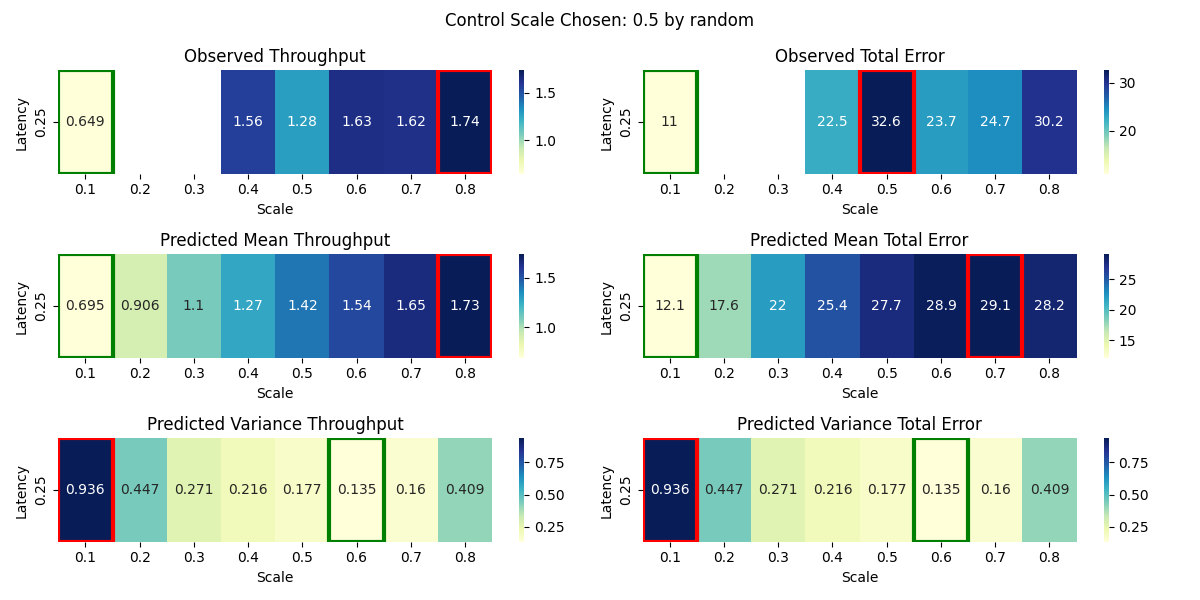 Control Scale Chosen: 0.5 by random
Observed Throughput
Latency
0.25
0.649
1.56
1.28
1.63
1.62
1.74
0.1 0.2 0.3 0.4 0.5 0.6 0.7 0.8
Scale
1.5
1.0
Observed Total Error
Latency
0.25
11
22.5
32.6
23.7
24.7
30.2
0.1 0.2 0.3 0.4 0.5 0.6 0.7 0.8
Scale
30
20
Predicted Mean Throughput
Latency
0.25
0.695 0.906 1.1 1.27 1.42 1.54 1.65 1.73
0.1 0.2 0.3 0.4 0.5 0.6 0.7 0.8
Scale
1.5
1.0
Predicted Mean Total Error
Latency
0.25
12.1 17.6 22 25.4 27.7 28.9 29.1 28.2
0.1 0.2 0.3 0.4 0.5 0.6 0.7 0.8
Scale
25
20
15
Predicted Variance Throughput
Latency
0.25
0.936 0.447 0.271 0.216 0.177 0.135 0.16 0.409
0.1 0.2 0.3 0.4 0.5 0.6 0.7 0.8
Scale
0.75
0.50
0.25
Predicted Variance Total Error
Latency
0.25
0.936 0.447 0.271 0.216 0.177 0.135 0.16 0.409
0.1 0.2 0.3 0.4 0.5 0.6 0.7 0.8
Scale
0.75
0.50
0.25